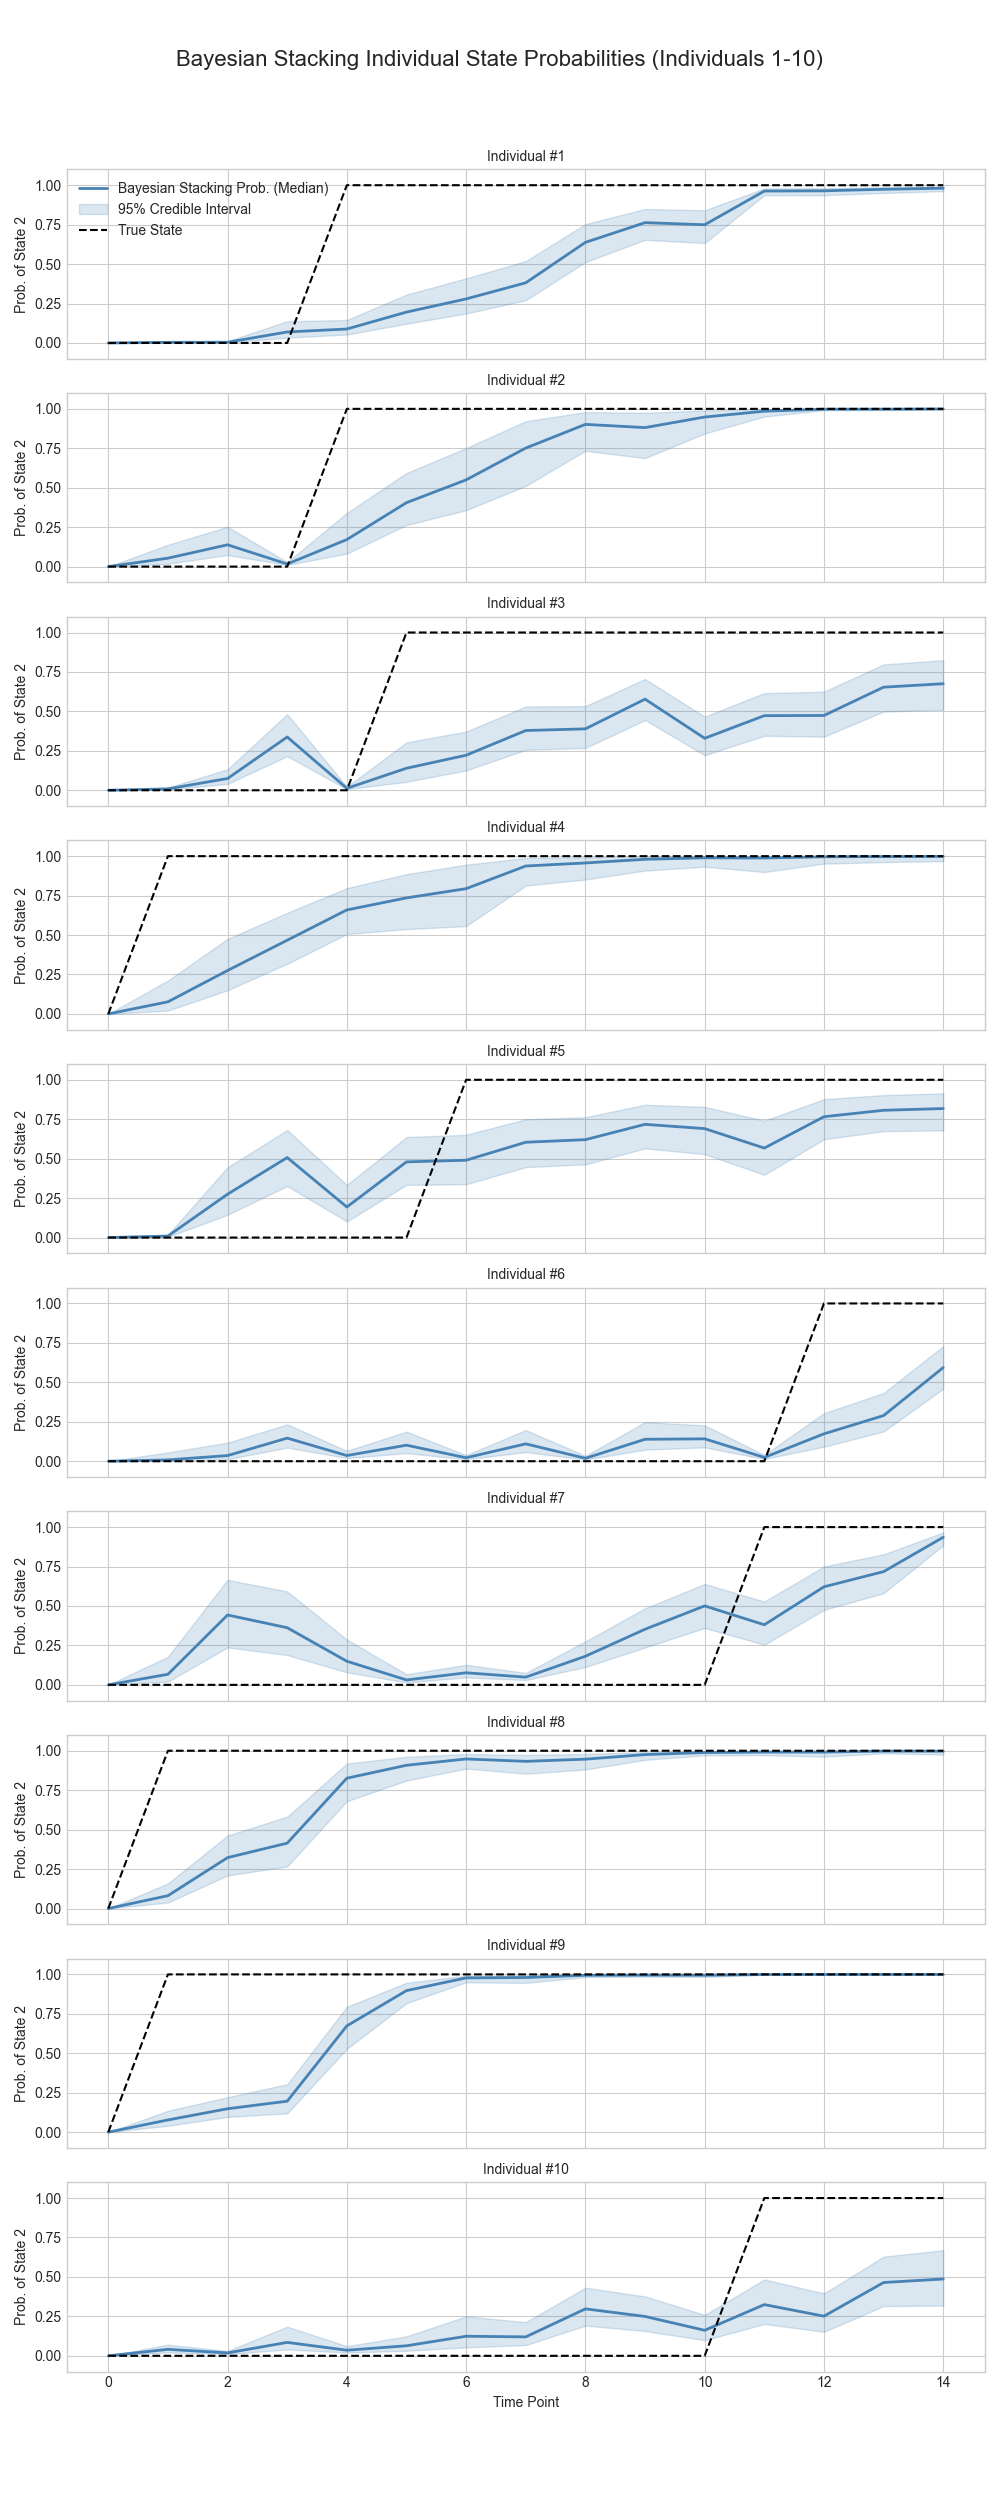 Bayesian Stacking Individual State Probabilities (Individuals 1-10)
Individual #1
1.00
0.75
0.50
0.25
0.00
Prob. of State 2
Bayesian Stacking Prob. (Median)
95% Credible Interval
True State
Individual #2
1.00
0.75
0.50
0.25
0.00
Prob. of State 2
Individual #3
1.00
0.75
0.50
0.25
0.00
Prob. of State 2
Individual #4
1.00
0.75
0.50
0.25
0.00
Prob. of State 2
Individual #5
1.00
0.75
0.50
0.25
0.00
Prob. of State 2
Individual #6
1.00
0.75
0.50
0.25
0.00
Prob. of State 2
Individual #7
1.00
0.75
0.50
0.25
0.00
Prob. of State 2
Individual #8
1.00
0.75
0.50
0.25
0.00
Prob. of State 2
Individual #9
1.00
0.75
0.50
0.25
0.00
Prob. of State 2
Individual #10
1.00
0.75
0.50
0.25
0.00
Prob. of State 2
0 2 4 6 8 10 12 14
Time Point